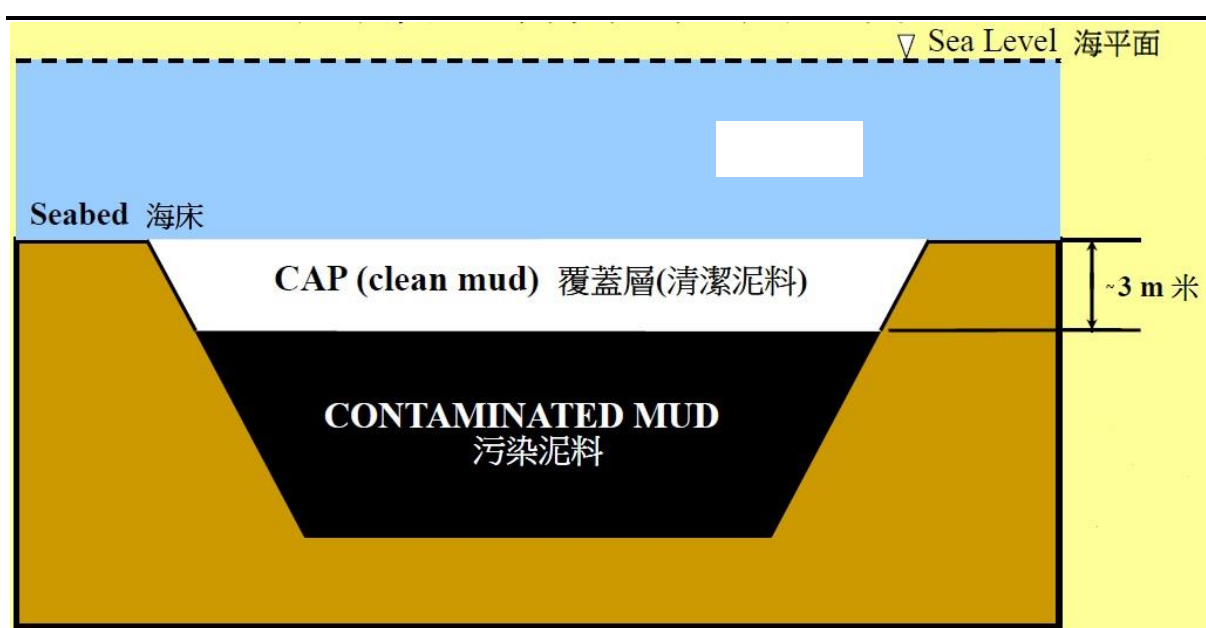 Sea Level 海平面
Seabed 海床
CAP (clean mud) 覆蓋層(清潔泥料)
~3 m 米
CONTAMINATED MUD
污染泥料